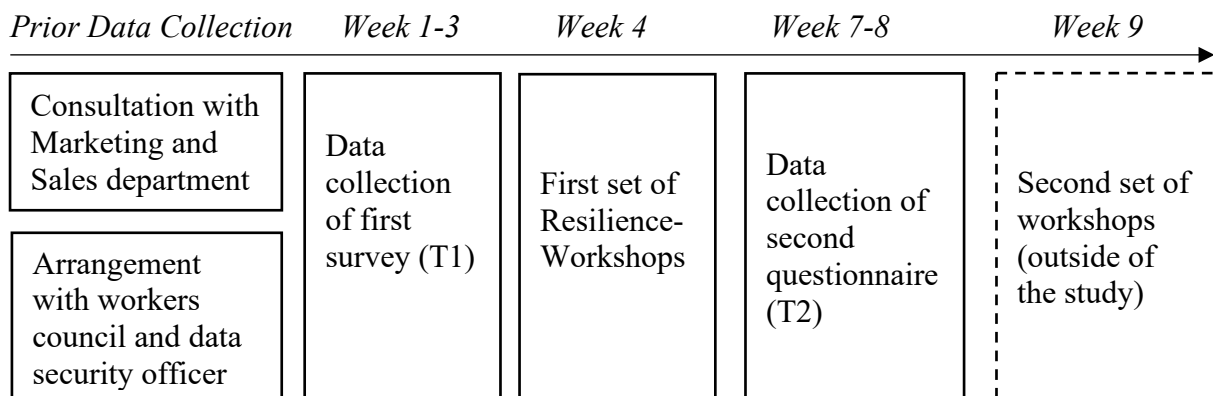 Prior Data Collection
Week 1-3
Week 4
Week 7-8
Week 9
Consultation with
Marketing and
Sales department
Arrangement
with workers
council and data
security officer
Data
collection
of first
survey (T1)
First set of
Resilience-
Workshops
Data
collection of
second
questionnaire
(T2)
Second set of
workshops
(outside of
the study)